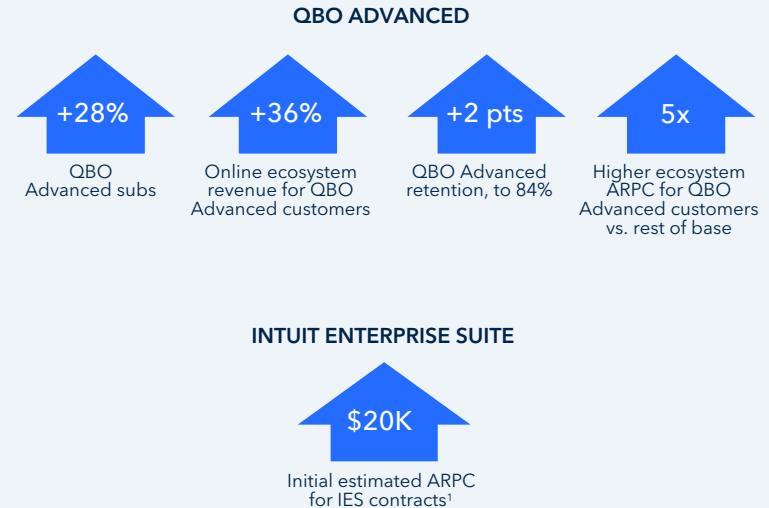 QBO ADVANCED
+28%
QBO
Advanced subs
+36%
Online ecosystem
revenue for QBO
Advanced customers
+2 pts
QBO Advanced
retention, to 84%
5x
Higher ecosystem
ARPC for QBO
Advanced customers
vs. rest of base
INTUIT ENTERPRISE SUITE
$20K
Initial estimated ARPC
for IES contracts¹